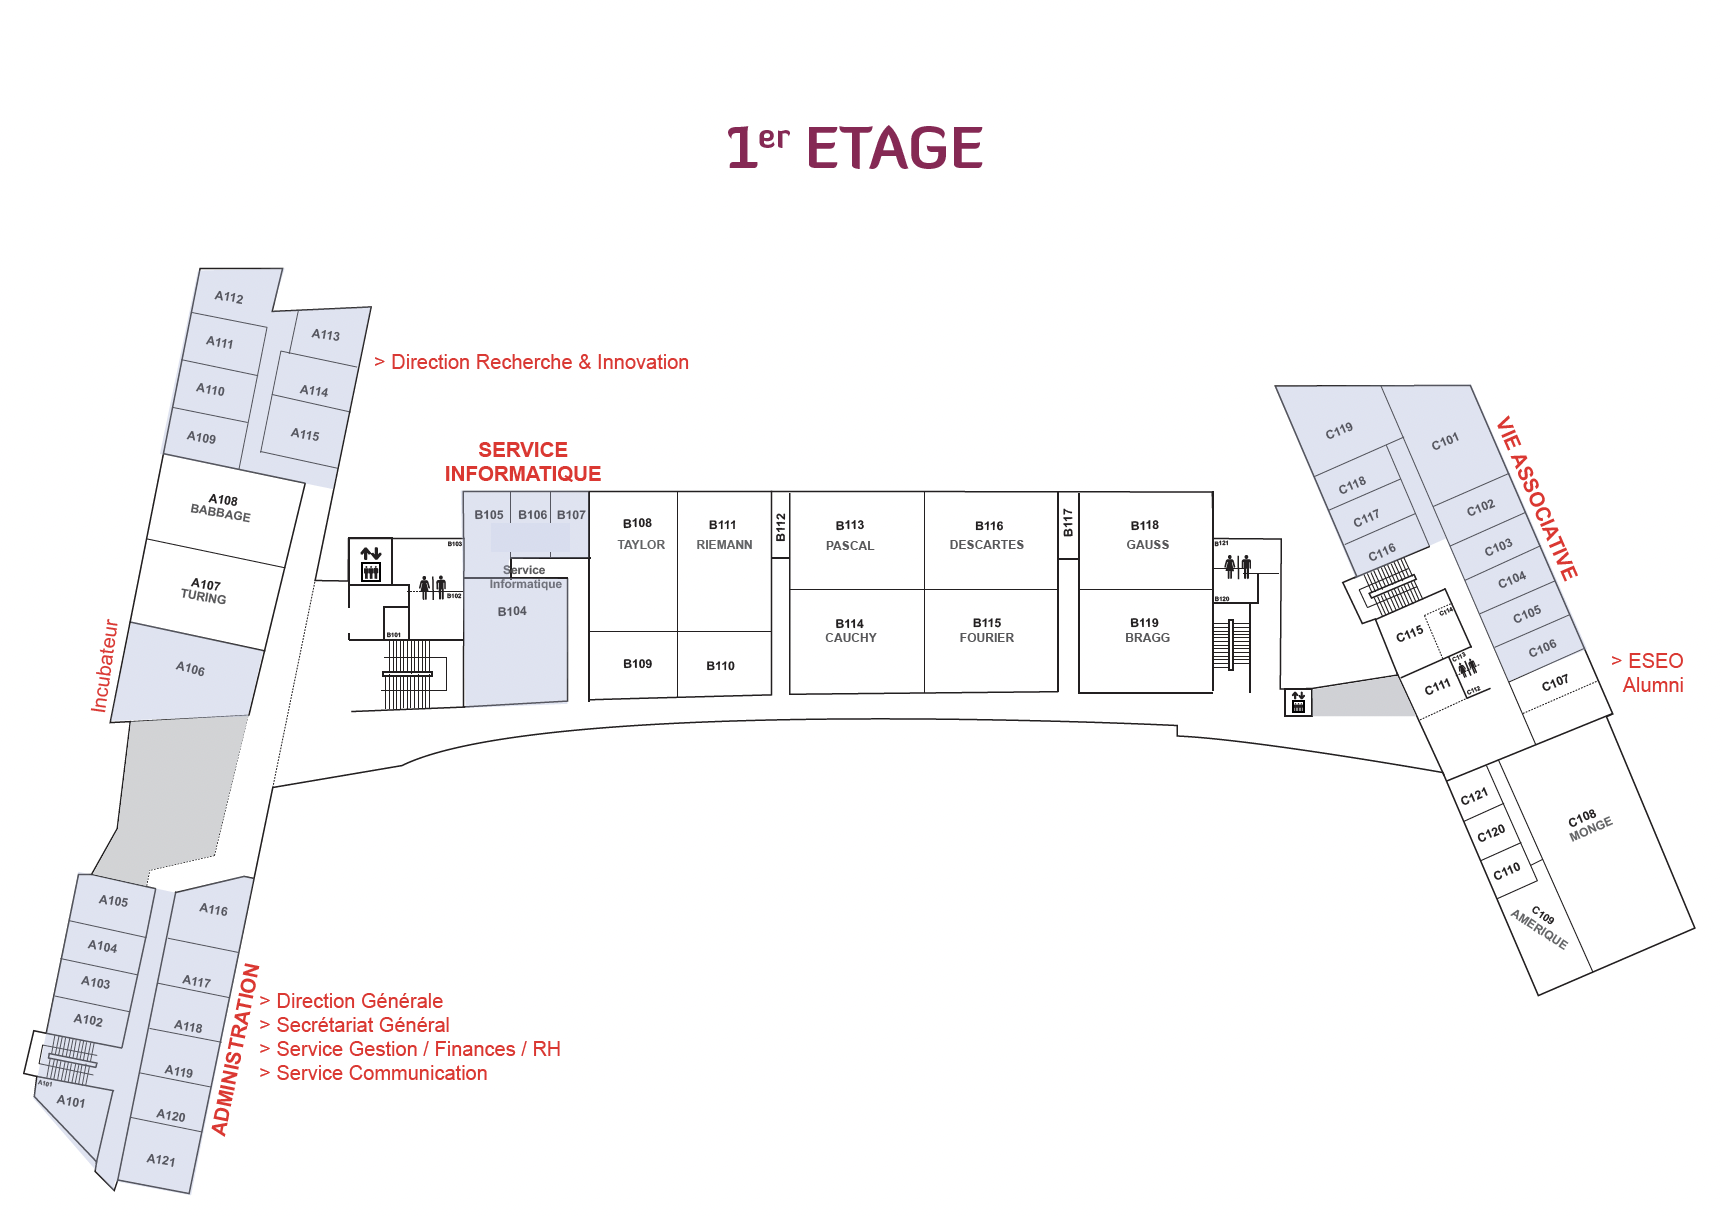 1er ETAGE
A112
A111
A110
A109
A113
A114
A115
> Direction Recherche & Innovation
A108
BABBAGE
A107
TURING
A106
Incubateur
SERVICE
INFORMATIQUE
B105
B106
B107
Service
Informatique
B104
B103
B102
B101
B108
TAYLOR
B111
RIEMANN
B109
B110
B112
B113
PASCAL
B116
DESCARTES
B114
CAUCHY
B115
FOURIER
B117
B118
GAUSS
B119
BRAGG
B121
B120
C119
C118
C117
C116
C101
C102
C103
C104
C105
C106
C107
VIE ASSOCIATIVE
> ESEO
Alumni
C115
C114
C113
C112
C111
C121
C120
C110
C109
AMERIQUE
C108
MONGE
A105
A104
A103
A102
A101
A101
A116
A117
A118
A119
A120
A121
ADMINISTRATION
> Direction Générale
> Secrétariat Général
> Service Gestion / Finances / RH
> Service Communication